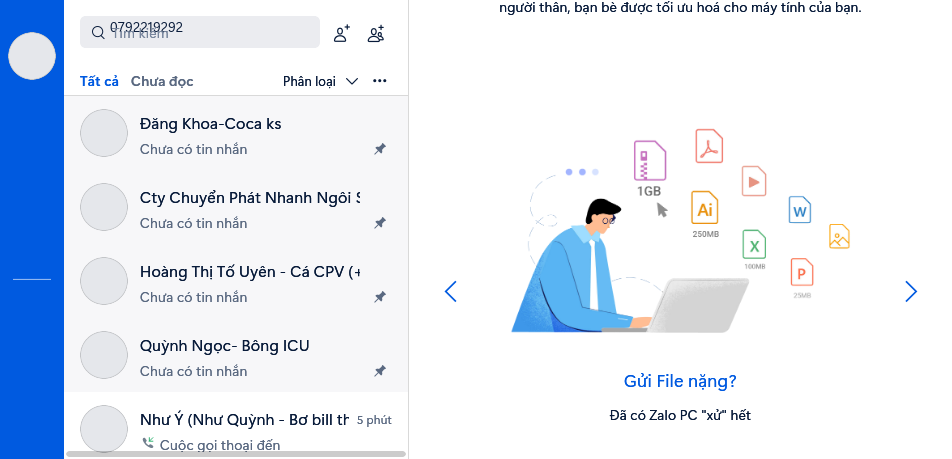 người thân, bạn bè được tối ưu hoá cho máy tính của bạn.
0792219292
Tìm kiếm
Tất cả Chưa đọc Phân loại
Đăng Khoa-Coca ks
Chưa có tin nhắn
Cty Chuyển Phát Nhanh Ngôi S
Chưa có tin nhắn
Hoàng Thị Tố Uyên - Cá CPV (+
Chưa có tin nhắn
Quỳnh Ngọc- Bông ICU
Chưa có tin nhắn
Như Ý (Như Quỳnh - Bơ bill th 5 phút
Cuộc gọi thoại đến
1GB
Ai
250MB
W
X
100MB
P
25MB
Gửi File nặng?
Đã có Zalo PC "xử" hết